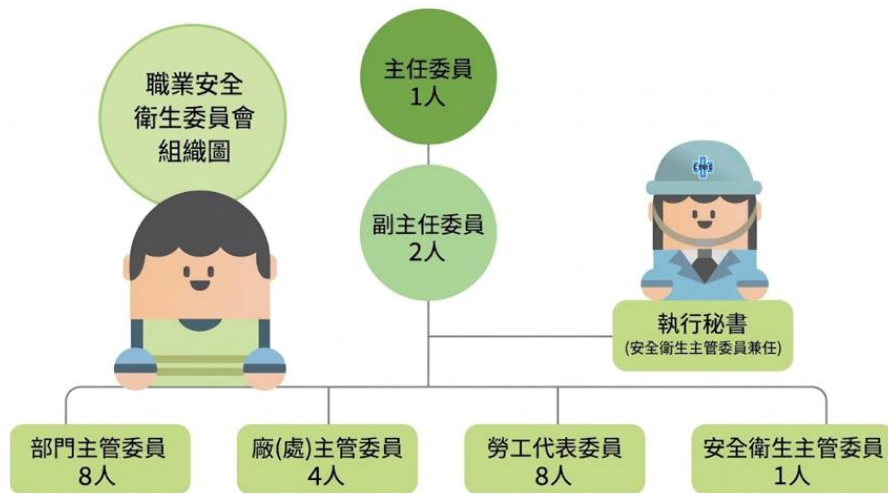 職業安全
衛生委員會
組織圖
主任委員
1人
副主任委員
2人
執行秘書
(安全衛生主管委員兼任)
部門主管委員
8人
廠(處)主管委員
4人
勞工代表委員
8人
安全衛生主管委員
1人